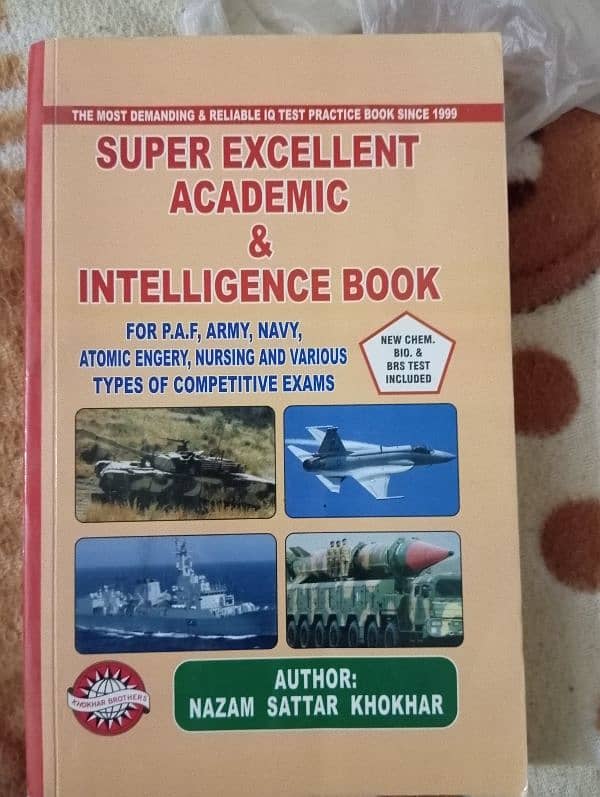 THE MOST DEMANDING & RELIABLE IQ TEST PRACTICE BOOK SINCE 1999
SUPER EXCELLENT
ACADEMIC
&
INTELLIGENCE BOOK
FOR P.A.F, ARMY, NAVY,
ATOMIC ENGERY, NURSING AND VARIOUS
TYPES OF COMPETITIVE EXAMS
NEW CHEM.
BIO. &
BRS TEST
INCLUDED
KHOKHAR BROTHERS
AUTHOR:
NAZAM SATTAR KHOKHAR